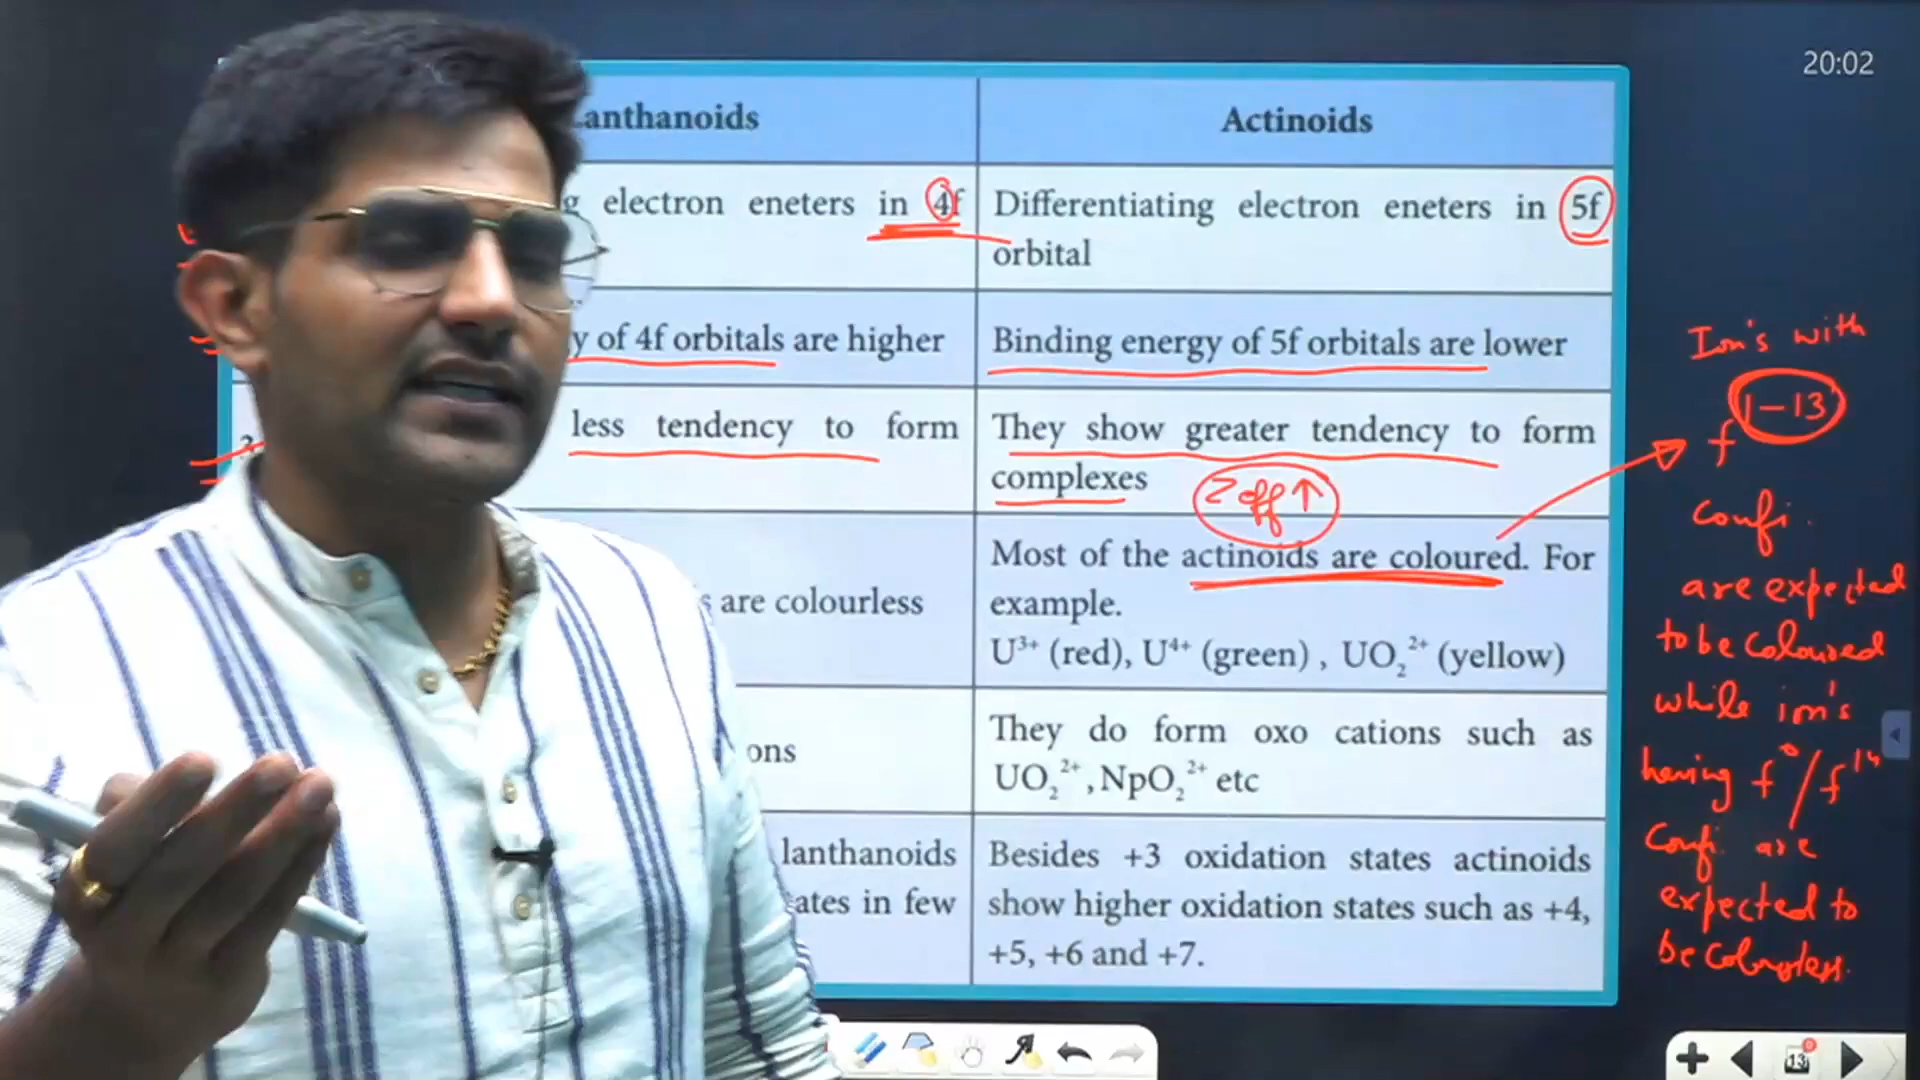 20:02
Lanthanoids
Actinoids
electron eneters in 4f
Differentiating electron eneters in 5f
orbital
of 4f orbitals are higher
Binding energy of 5f orbitals are lower
less tendency to form
They show greater tendency to form
complexes
Zeff ↑
are colourless
Most of the actinoids are coloured. For
example.
U³⁺ (red), U⁴⁺ (green) , UO₂²⁺ (yellow)
They do form oxo cations such as
UO₂²⁺ , NpO₂²⁺ etc
lanthanoids
in few
Besides +3 oxidation states actinoids
show higher oxidation states such as +4,
+5, +6 and +7.
Ion's with
f¹⁻¹³
confi.
are expected
to be coloured
while ion's
having f⁰/f¹⁴
confi. are
expected to
be colourless.
13